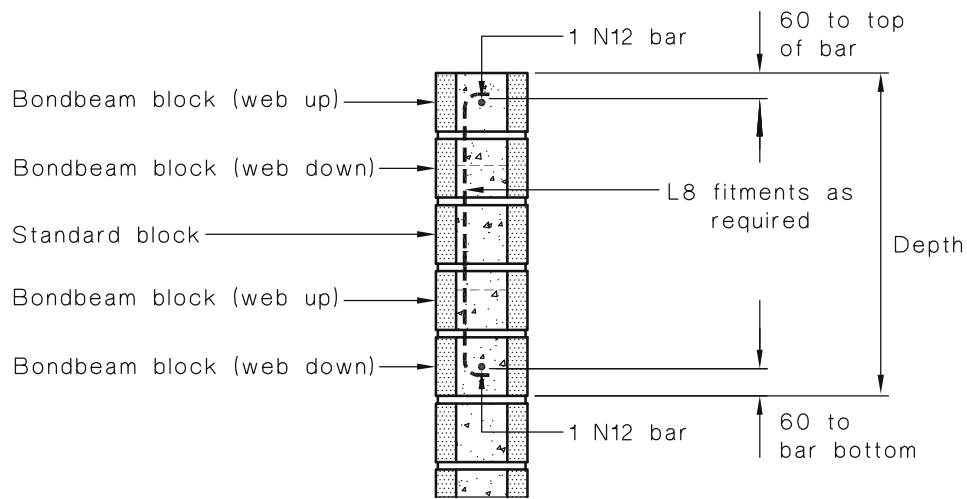 60 to top
of bar
1 N12 bar
Bondbeam block (web up)
Bondbeam block (web down)
L8 fitments as
required
Standard block
Depth
Bondbeam block (web up)
Bondbeam block (web down)
1 N12 bar
60 to
bar bottom